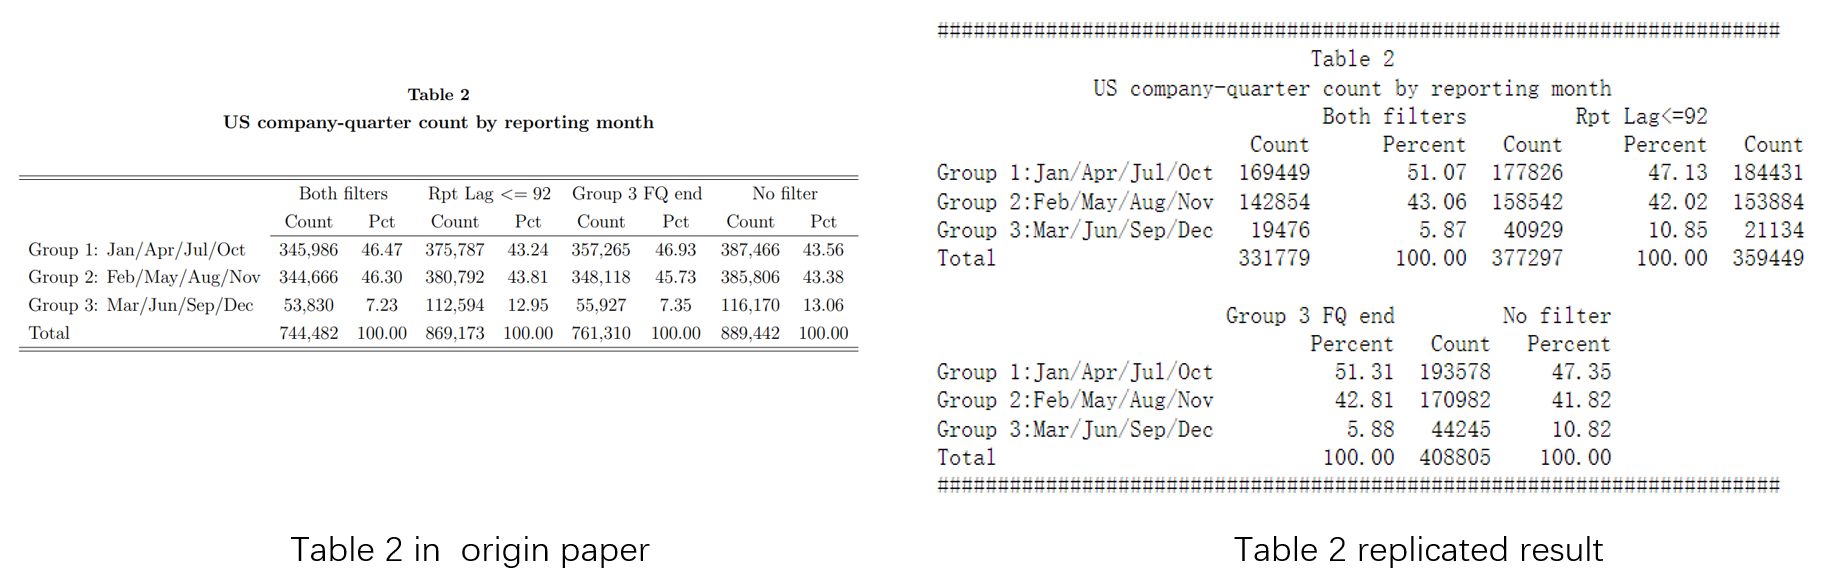 Table 2
US company-quarter count by reporting month
Both filters Rpt Lag <= 92 Group 3 FQ end No filter
Count Pct Count Pct Count Pct Count Pct
Group 1: Jan/Apr/Jul/Oct 345,986 46.47 375,787 43.24 357,265 46.93 387,466 43.56
Group 2: Feb/May/Aug/Nov 344,666 46.30 380,792 43.81 348,118 45.73 385,806 43.38
Group 3: Mar/Jun/Sep/Dec 53,830 7.23 112,594 12.95 55,927 7.35 116,170 13.06
Total 744,482 100.00 869,173 100.00 761,310 100.00 889,442 100.00
Table 2 in origin paper
######################################################################
Table 2
US company-quarter count by reporting month
Both filters Rpt Lag<=92
Count Percent Count Percent Count
Group 1:Jan/Apr/Jul/Oct 169449 51.07 177826 47.13 184431
Group 2:Feb/May/Aug/Nov 142854 43.06 158542 42.02 153884
Group 3:Mar/Jun/Sep/Dec 19476 5.87 40929 10.85 21134
Total 331779 100.00 377297 100.00 359449
Group 3 FQ end No filter
Percent Count Percent
Group 1:Jan/Apr/Jul/Oct 51.31 193578 47.35
Group 2:Feb/May/Aug/Nov 42.81 170982 41.82
Group 3:Mar/Jun/Sep/Dec 5.88 44245 10.82
Total 100.00 408805 100.00
######################################################################
Table 2 replicated result